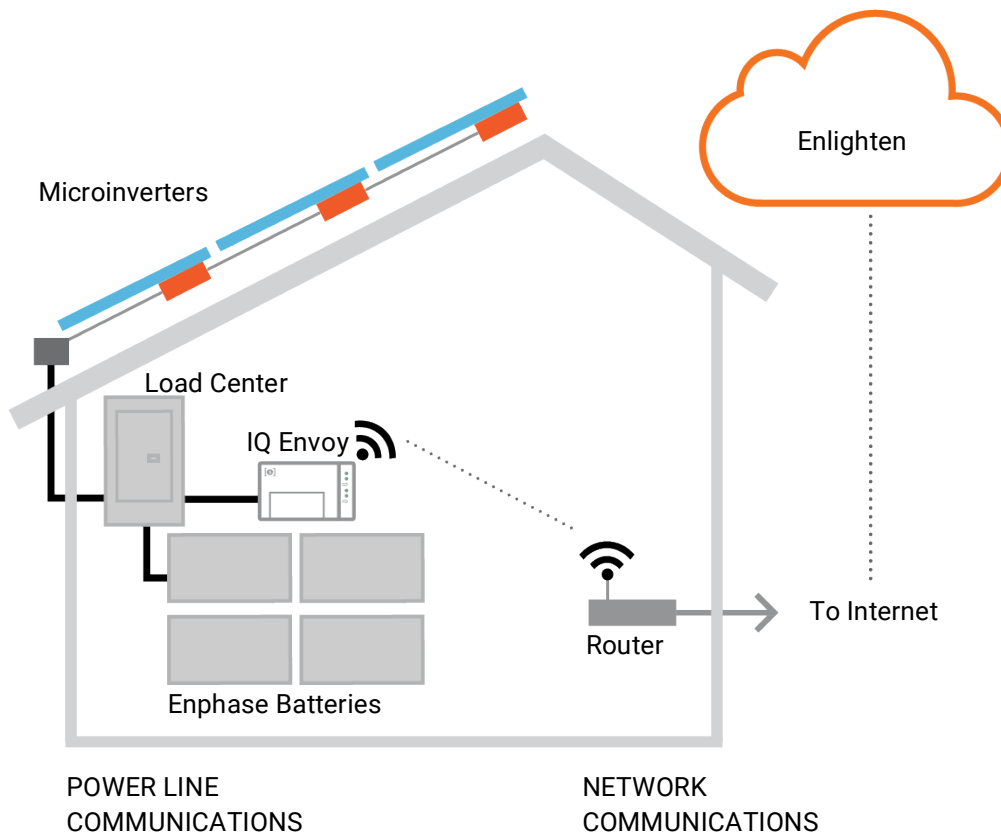 Enlighten
Microinverters
Load Center
IQ Envoy
To Internet
Router
Enphase Batteries
POWER LINE
COMMUNICATIONS
NETWORK
COMMUNICATIONS